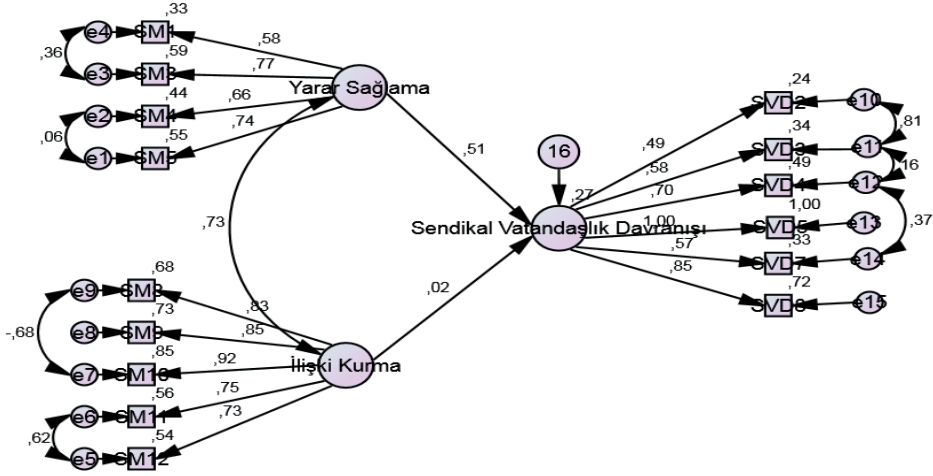 ,33
e4 SM1
,58
,36
,59
e3 SM3
,77
Yarar Sağlama
,44
e2 SM4
,66
,06
,55
e1 SM5
,74
,51
,73
16
,27
Sendikal Vatandaşlık Davranışı
,02
,24
SVD2 e10
,49
,81
,34
SVD3 e11
,58
,16
,49
SVD4 e12
,70
1,00
SVD5 e13
1,00
,37
,33
SVD7 e14
,57
,72
e15
,85
,68
e9
,83
-,68
,73
e8 SM9
,85
,85
e7 SM10
,92
İlişki Kurma
,56
e6 SM11
,75
,62
,54
e5 SM12
,73